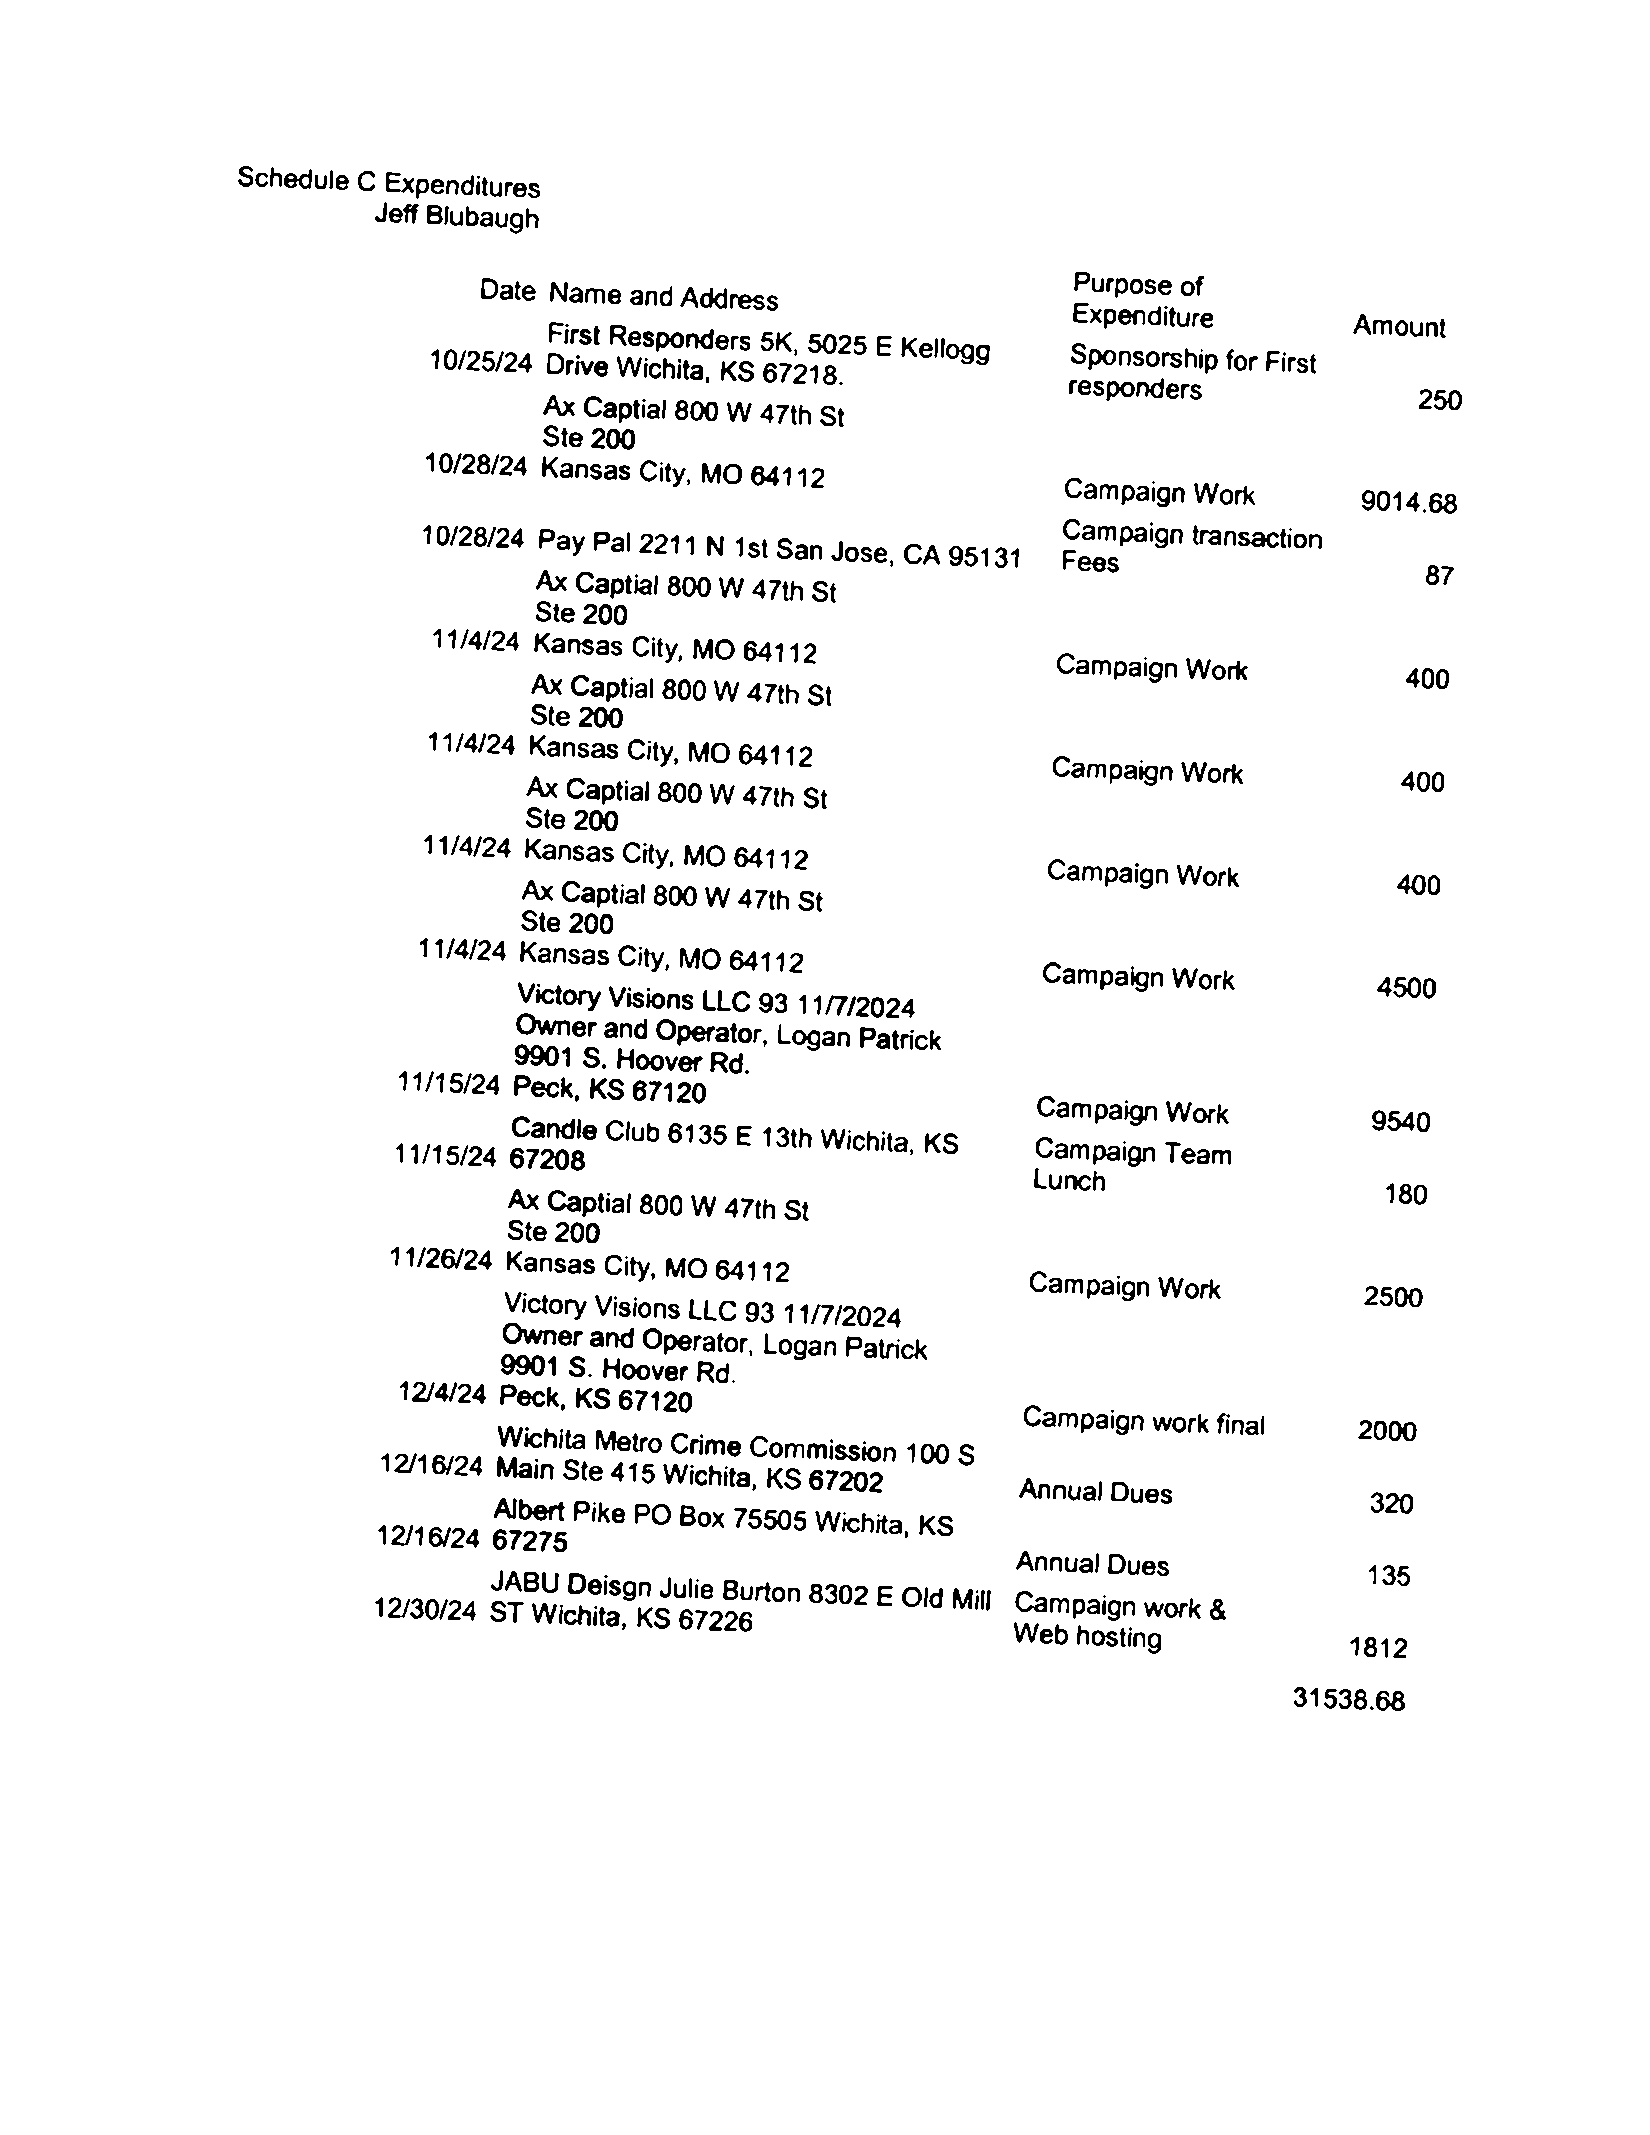 Schedule C Expenditures
Jeff Blubaugh
Date Name and Address Purpose of Expenditure Amount
First Responders 5K, 5025 E Kellogg
10/25/24 Drive Wichita, KS 67218. Sponsorship for First responders 250
Ax Captial 800 W 47th St
Ste 200
10/28/24 Kansas City, MO 64112 Campaign Work 9014.68
10/28/24 Pay Pal 2211 N 1st San Jose, CA 95131 Campaign transaction Fees 87
Ax Captial 800 W 47th St
Ste 200
11/4/24 Kansas City, MO 64112 Campaign Work 400
Ax Captial 800 W 47th St
Ste 200
11/4/24 Kansas City, MO 64112 Campaign Work 400
Ax Captial 800 W 47th St
Ste 200
11/4/24 Kansas City, MO 64112 Campaign Work 400
Ax Captial 800 W 47th St
Ste 200
11/4/24 Kansas City, MO 64112 Campaign Work 4500
Victory Visions LLC 93 11/7/2024
Owner and Operator, Logan Patrick
9901 S. Hoover Rd.
11/15/24 Peck, KS 67120 Campaign Work 9540
Candle Club 6135 E 13th Wichita, KS
11/15/24 67208 Campaign Team Lunch 180
Ax Captial 800 W 47th St
Ste 200
11/26/24 Kansas City, MO 64112 Campaign Work 2500
Victory Visions LLC 93 11/7/2024
Owner and Operator, Logan Patrick
9901 S. Hoover Rd.
12/4/24 Peck, KS 67120 Campaign work final 2000
Wichita Metro Crime Commission 100 S
12/16/24 Main Ste 415 Wichita, KS 67202 Annual Dues 320
Albert Pike PO Box 75505 Wichita, KS
12/16/24 67275 Annual Dues 135
JABU Deisgn Julie Burton 8302 E Old Mill
12/30/24 ST Wichita, KS 67226 Campaign work & Web hosting 1812
31538.68